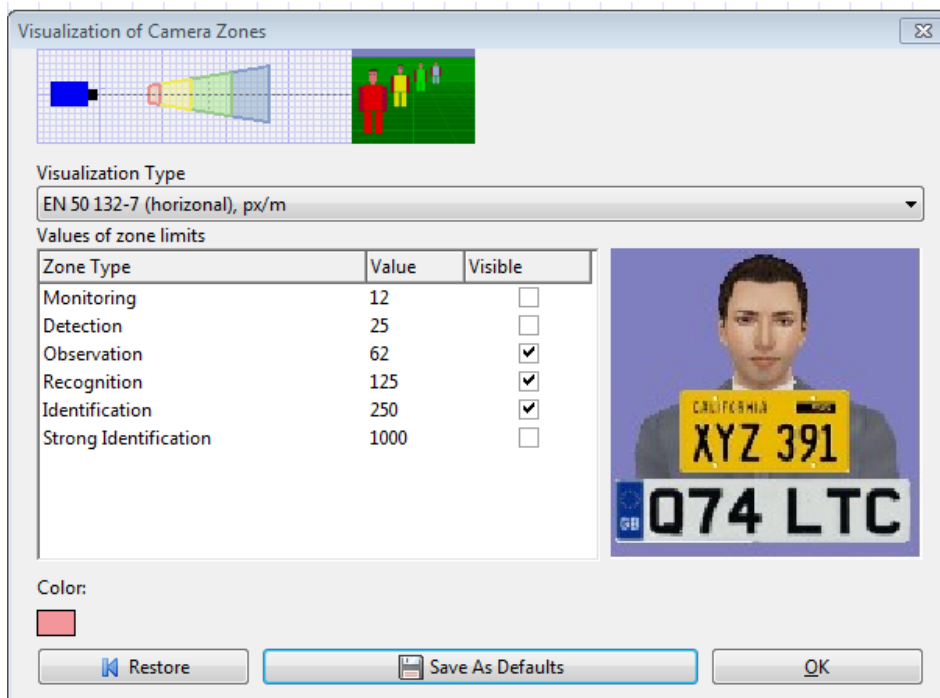 Visualization of Camera Zones
Visualization Type
EN 50 132-7 (horizonal), px/m
Values of zone limits
Zone Type Value Visible
Monitoring 12
Detection 25
Observation 62
Recognition 125
Identification 250
Strong Identification 1000
CALIFORNIA
XYZ 391
GB
Q74 LTC
Color:
Restore Save As Defaults OK